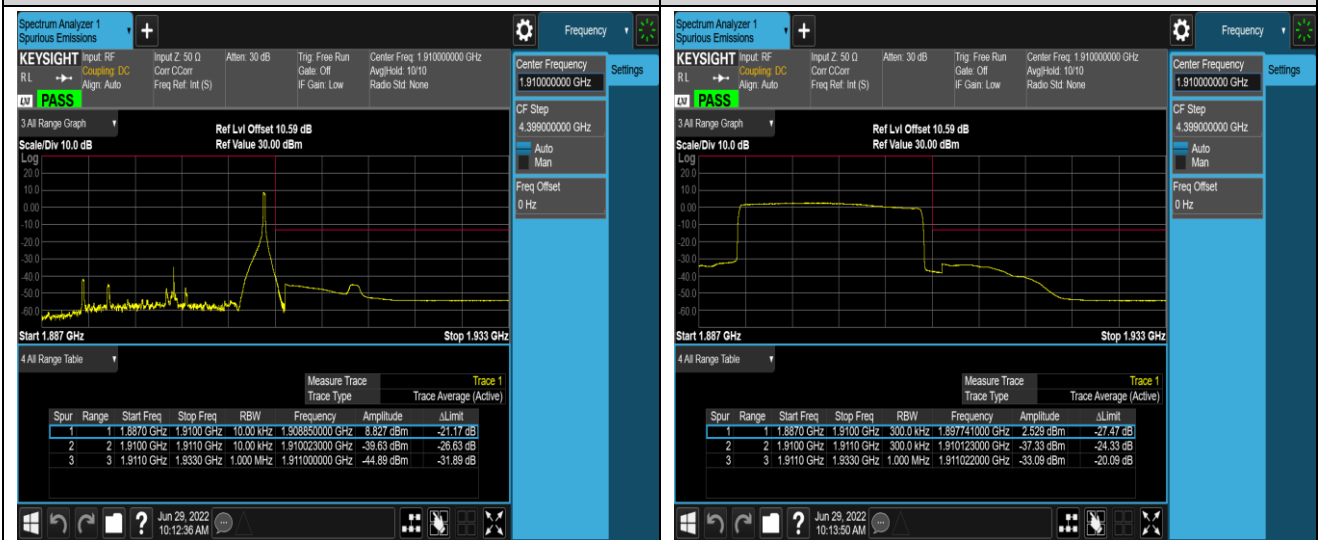 Spectrum Analyzer 1
Spurious Emissions
+
Frequency
KEYSIGHT Input: RF Input Z: 50 Ω Atten: 30 dB Trig: Free Run Center Freq: 1.910000000 GHz
RL Coupling: DC Corr CCorr Gate: Off Avg|Hold: 10/10
Align: Auto Freq Ref: Int (S) IF Gain: Low Radio Std: None
LXI PASS
Center Frequency
1.910000000 GHz
Settings
CF Step
4.399000000 GHz
Auto
Man
Freq Offset
0 Hz
3 All Range Graph
Ref Lvl Offset 10.59 dB
Scale/Div 10.0 dB Ref Value 30.00 dBm
Log
20.0
10.0
0.00
-10.0
-20.0
-30.0
-40.0
-50.0
-60.0
Start 1.887 GHz Stop 1.933 GHz
4 All Range Table
Measure Trace Trace 1
Trace Type Trace Average (Active)
Spur Range Start Freq Stop Freq RBW Frequency Amplitude ΔLimit
1 1 1.8870 GHz 1.9100 GHz 10.00 kHz 1.908850000 GHz 8.827 dBm -21.17 dB
2 2 1.9100 GHz 1.9110 GHz 10.00 kHz 1.910023000 GHz -39.63 dBm -26.63 dB
3 3 1.9110 GHz 1.9330 GHz 1.000 MHz 1.911000000 GHz -44.89 dBm -31.89 dB
?
Jun 29, 2022
10:12:36 AM
Spectrum Analyzer 1
Spurious Emissions
+
Frequency
KEYSIGHT Input: RF Input Z: 50 Ω Atten: 30 dB Trig: Free Run Center Freq: 1.910000000 GHz
RL Coupling: DC Corr CCorr Gate: Off Avg|Hold: 10/10
Align: Auto Freq Ref: Int (S) IF Gain: Low Radio Std: None
LXI PASS
Center Frequency
1.910000000 GHz
Settings
CF Step
4.399000000 GHz
Auto
Man
Freq Offset
0 Hz
3 All Range Graph
Ref Lvl Offset 10.59 dB
Scale/Div 10.0 dB Ref Value 30.00 dBm
Log
20.0
10.0
0.00
-10.0
-20.0
-30.0
-40.0
-50.0
-60.0
Start 1.887 GHz Stop 1.933 GHz
4 All Range Table
Measure Trace Trace 1
Trace Type Trace Average (Active)
Spur Range Start Freq Stop Freq RBW Frequency Amplitude ΔLimit
1 1 1.8870 GHz 1.9100 GHz 300.0 kHz 1.897741000 GHz 2.529 dBm -27.47 dB
2 2 1.9100 GHz 1.9110 GHz 300.0 kHz 1.910123000 GHz -37.33 dBm -24.33 dB
3 3 1.9110 GHz 1.9330 GHz 1.000 MHz 1.911022000 GHz -33.09 dBm -20.09 dB
?
Jun 29, 2022
10:13:50 AM